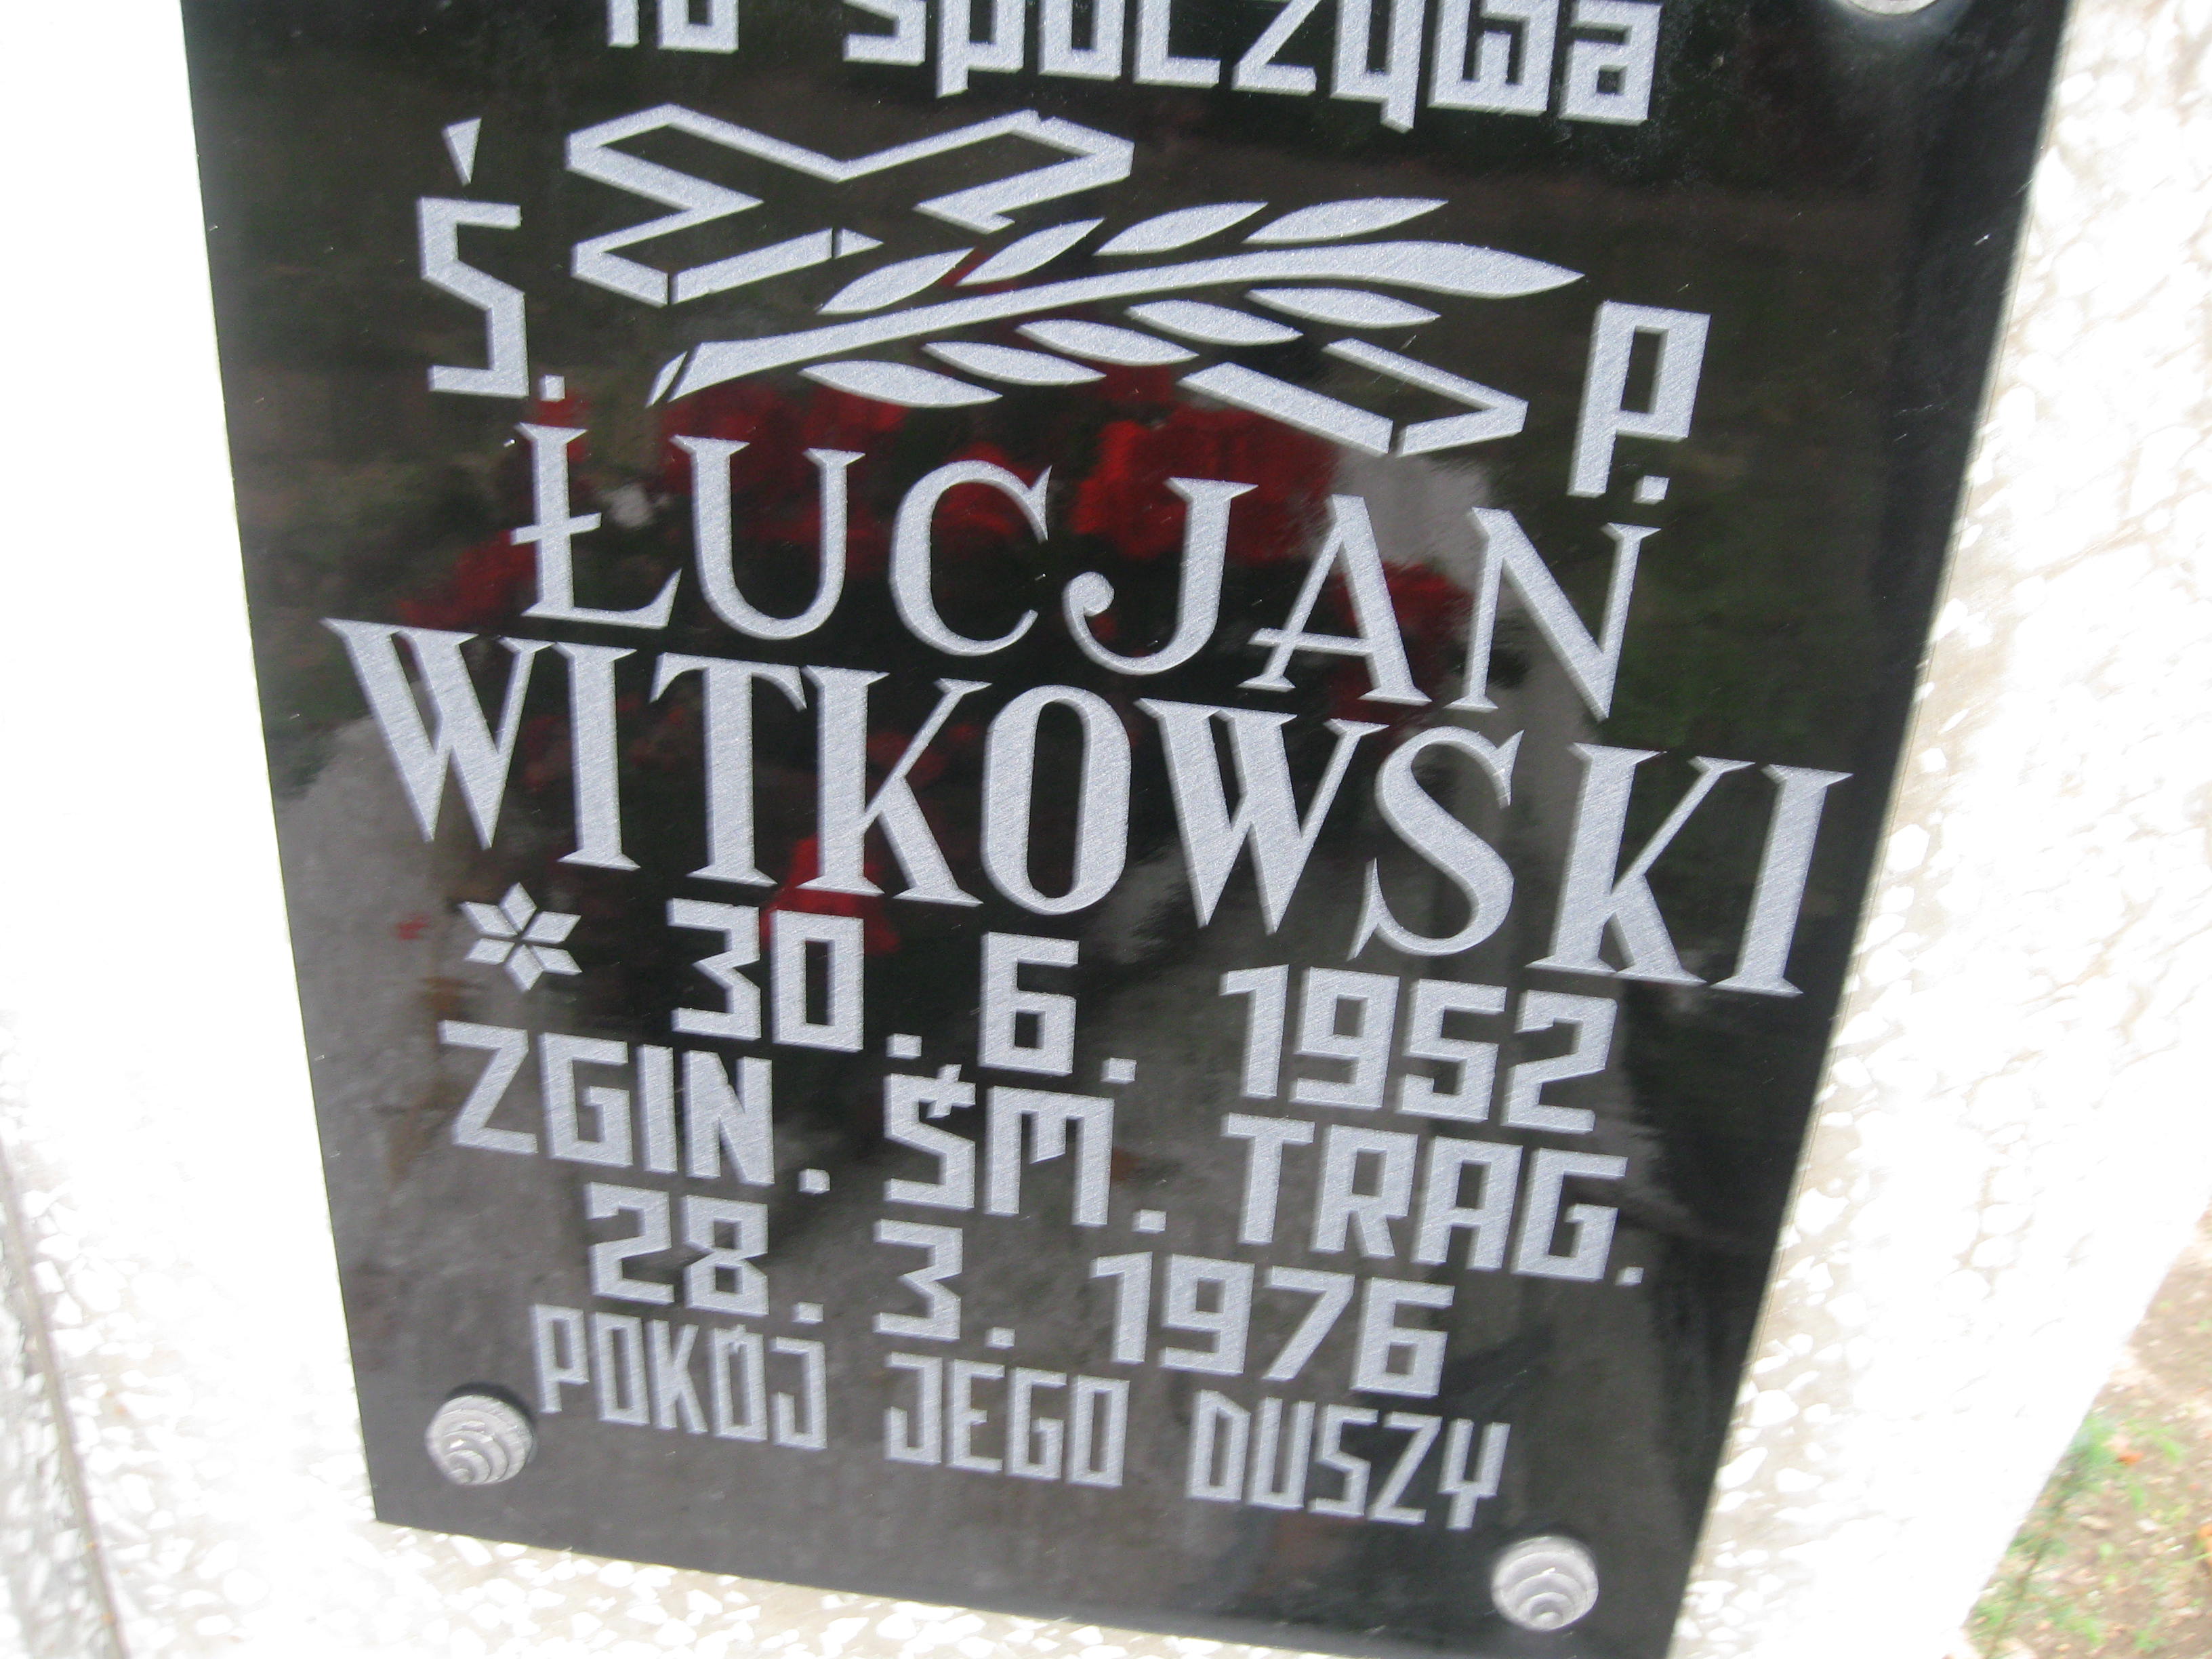 Tu spoczywa
Ś. P.
ŁUCJAN
WITKOWSKI
* 30.6.1952
ZGIN. ŚM. TRAG.
28.3.1976
POKÓJ JEGO DUSZY